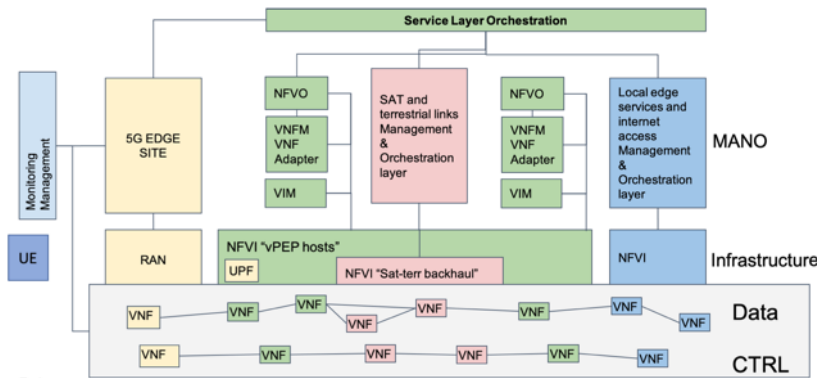 Service Layer Orchestration
Monitoring
Management
5G EDGE
SITE
NFVO
VNFM
VNF
Adapter
VIM
SAT and
terrestrial links
Management
&
Orchestration
layer
NFVO
VNFM
VNF
Adapter
VIM
Local edge
services and
internet
access
Management
&
Orchestration
layer
MANO
UE
RAN
NFVI "vPEP hosts"
UPF
NFVI "Sat-terr backhaul"
NFVI
Infrastructure
VNF
VNF
VNF
VNF
VNF
VNF
VNF
VNF
Data
VNF
VNF
VNF
VNF
VNF
VNF
CTRL